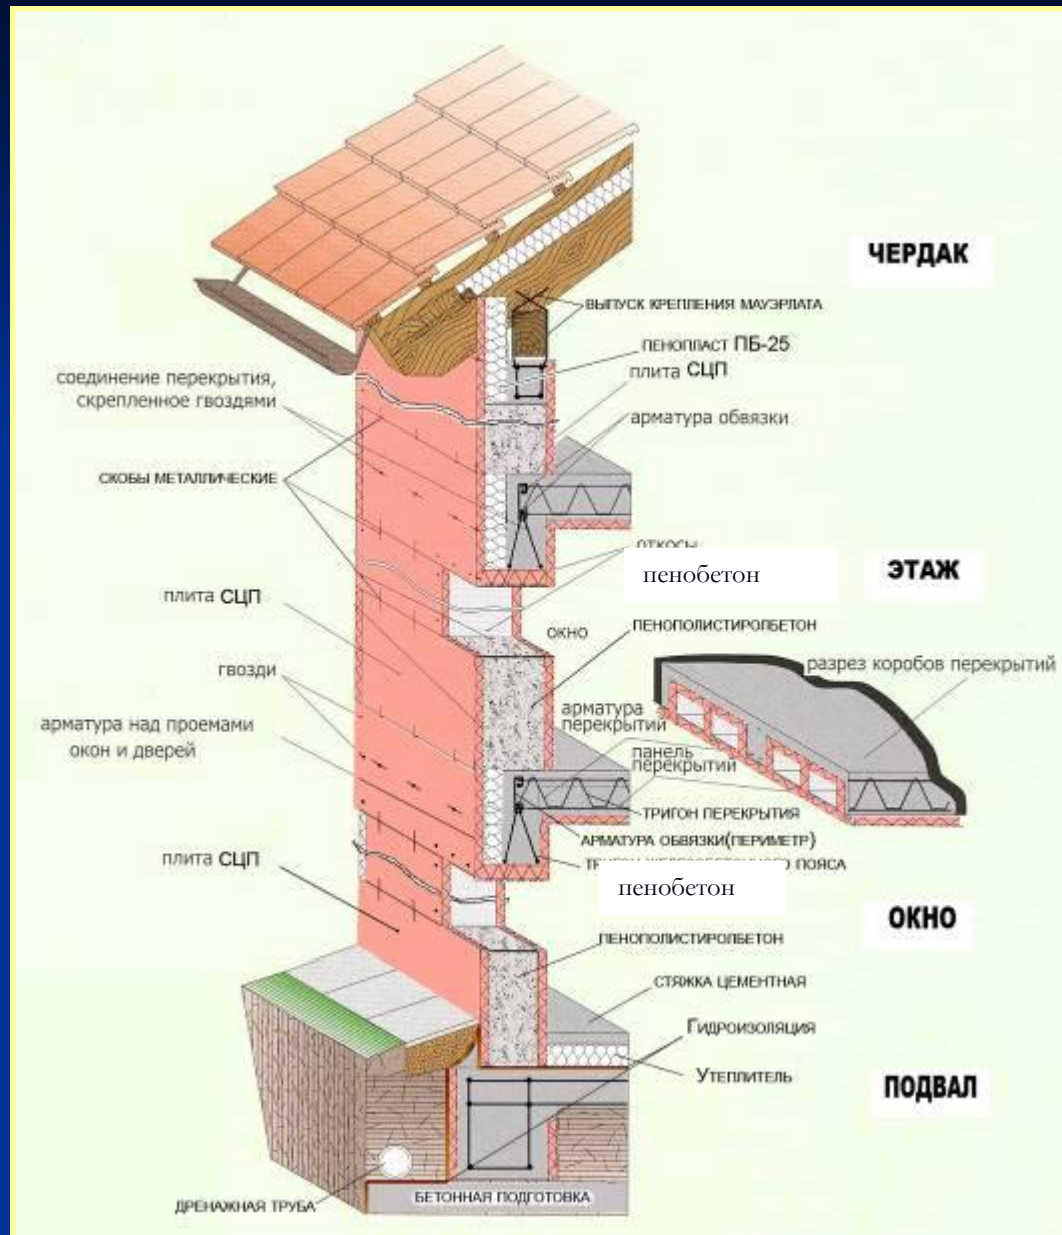 ЧЕРДАК
ВЫПУСК КРЕПЛЕНИЯ МАУЭРЛАТА
ПЕНОПЛАСТ ПБ-25
плита СЦП
соединение перекрытия,
скрепленное гвоздями
арматура обвязки
СКОБЫ МЕТАЛЛИЧЕСКИЕ
откосы
пенобетон
ЭТАЖ
плита СЦП
ПЕНОПОЛИСТИРОЛБЕТОН
окно
разрез коробов перекрытий
гвозди
арматура
перекрытий
арматура над проемами
окон и дверей
панель
перекрытий
ТРИГОН ПЕРЕКРЫТИЯ
АРМАТУРА ОБВЯЗКИ(ПЕРИМЕТР)
плита СЦП
ПОЯСА
пенобетон
ОКНО
ПЕНОПОЛИСТИРОЛБЕТОН
СТЯЖКА ЦЕМЕНТНАЯ
Гидроизоляция
Утеплитель
ПОДВАЛ
БЕТОННАЯ ПОДГОТОВКА
ДРЕНАЖНАЯ ТРУБА